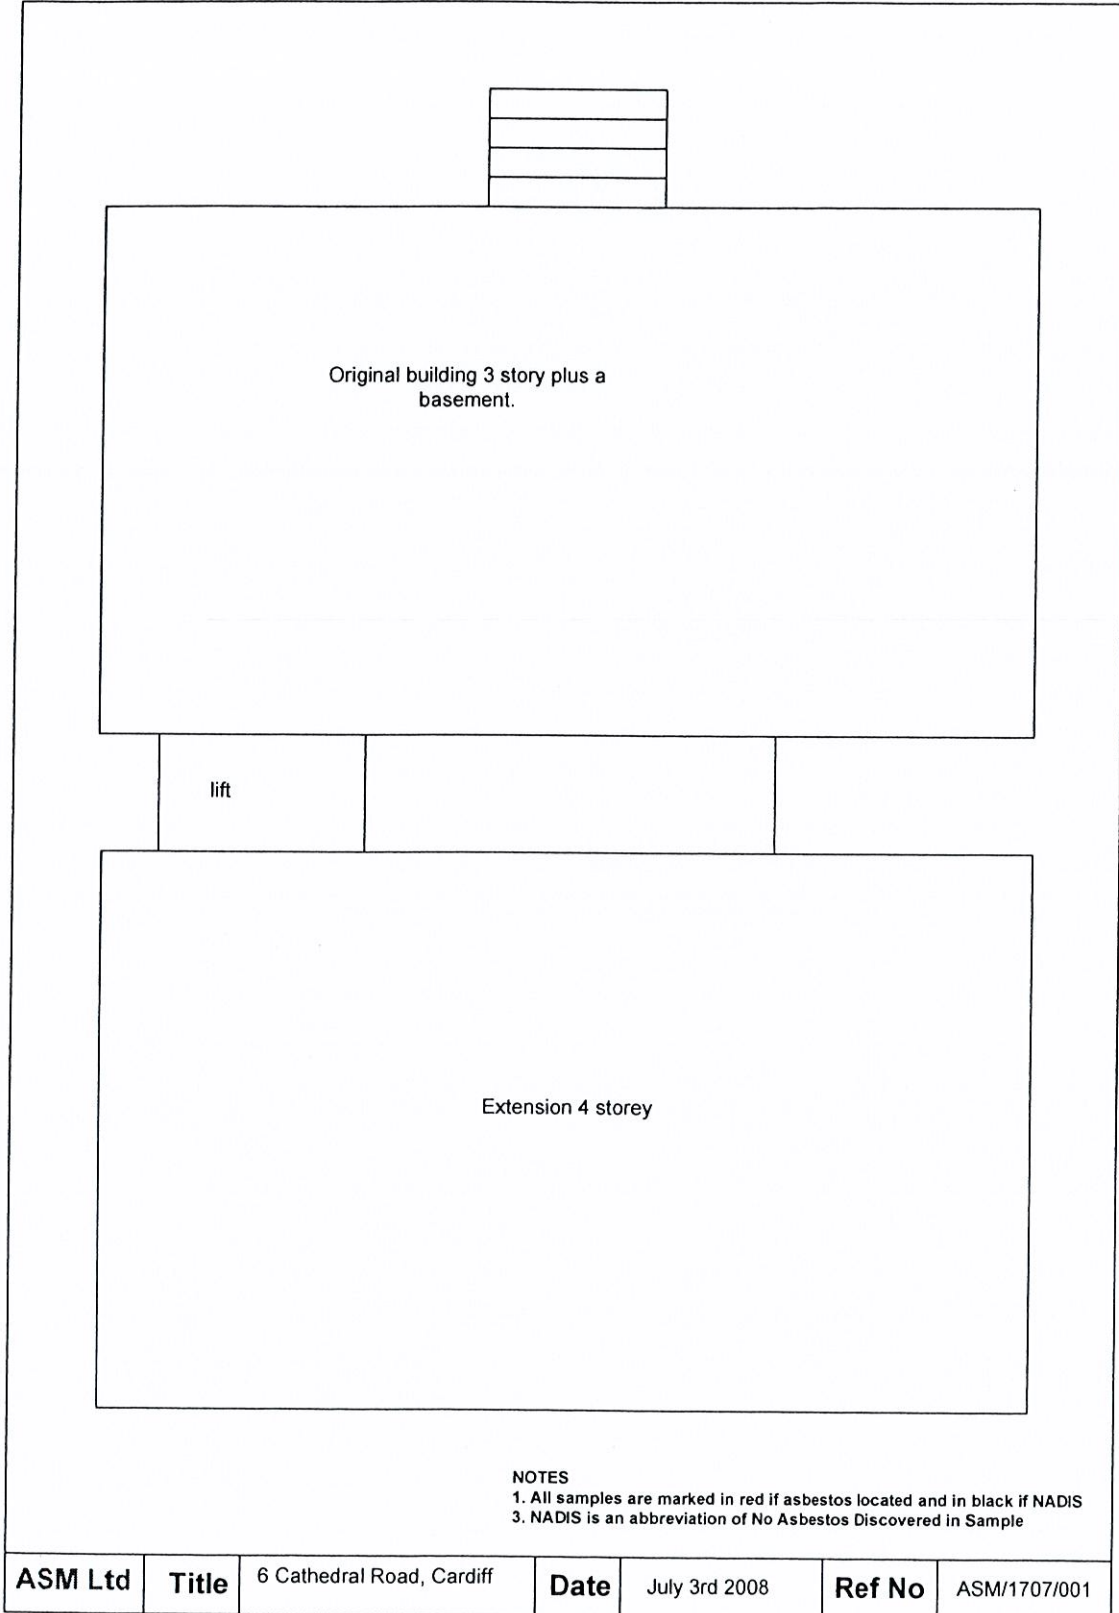 Original building 3 story plus a
basement.
lift
Extension 4 storey
NOTES
1. All samples are marked in red if asbestos located and in black if NADIS
3. NADIS is an abbreviation of No Asbestos Discovered in Sample
ASM Ltd Title 6 Cathedral Road, Cardiff Date July 3rd 2008 Ref No ASM/1707/001